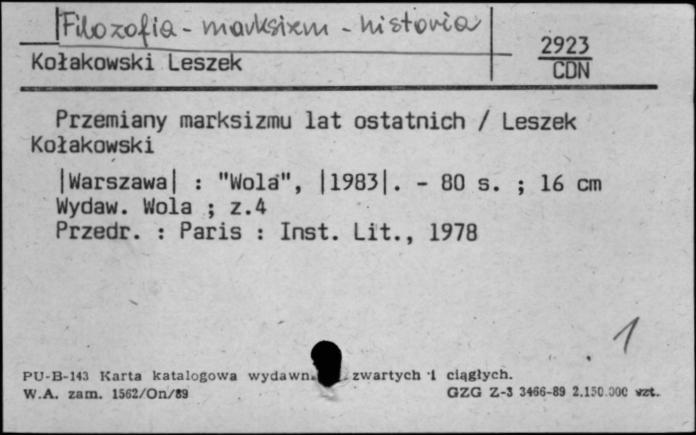 Filozofia - marksizm - historia
Kołakowski Leszek
2923
CDN
Przemiany marksizmu lat ostatnich / Leszek
Kołakowski
|Warszawa| : "Wola", |1983|. - 80 s. ; 16 cm
Wydaw. Wola ; z.4
Przedr. : Paris : Inst. Lit., 1978
1
PU-B-143 Karta katalogowa wydawn. zwartych i ciągłych.
W.A. zam. 1562/On/89
GZG Z-3 3466-89 2.150.000 szt.